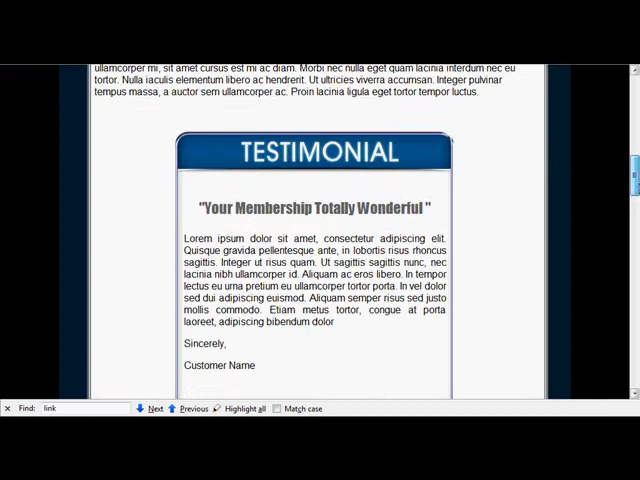 ullamcorper mi, sit amet cursus est mi ac diam. Morbi nec nulla eget quam lacinia interdum nec eu
tortor. Nulla iaculis elementum libero ac hendrerit. Ut ultricies viverra accumsan. Integer pulvinar
tempus massa, a auctor sem ullamcorper ac. Proin lacinia ligula eget tortor tempor luctus.
TESTIMONIAL
"Your Membership Totally Wonderful "
Lorem ipsum dolor sit amet, consectetur adipiscing elit.
Quisque gravida pellentesque ante, in lobortis risus rhoncus
sagittis. Integer ut risus quam. Ut sagittis sagittis nunc, nec
lacinia nibh ullamcorper id. Aliquam ac eros libero. In tempor
lectus eu urna pretium eu ullamcorper tortor porta. In vel dolor
sed dui adipiscing euismod. Aliquam semper risus sed justo
mollis commodo. Etiam metus tortor, congue at porta
laoreet, adipiscing bibendum dolor
Sincerely,
Customer Name
Find: link Next Previous Highlight all Match case